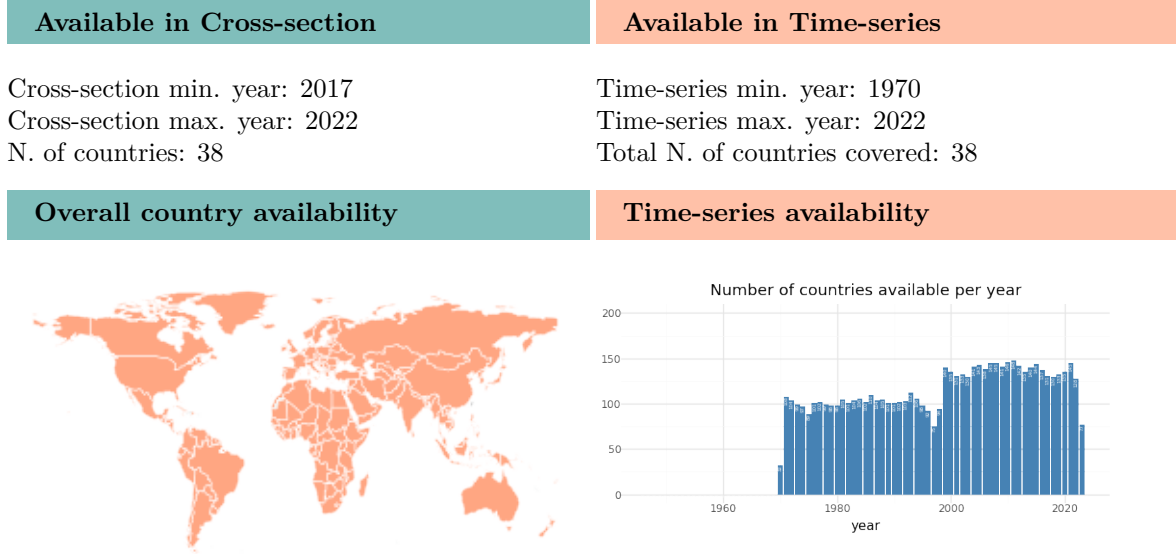 Available in Cross-section
Available in Time-series
Cross-section min. year: 2017
Cross-section max. year: 2022
N. of countries: 38
Time-series min. year: 1970
Time-series max. year: 2022
Total N. of countries covered: 38
Overall country availability
Time-series availability
Number of countries available per year
200
150
100
50
0
1960
1980
2000
2020
year